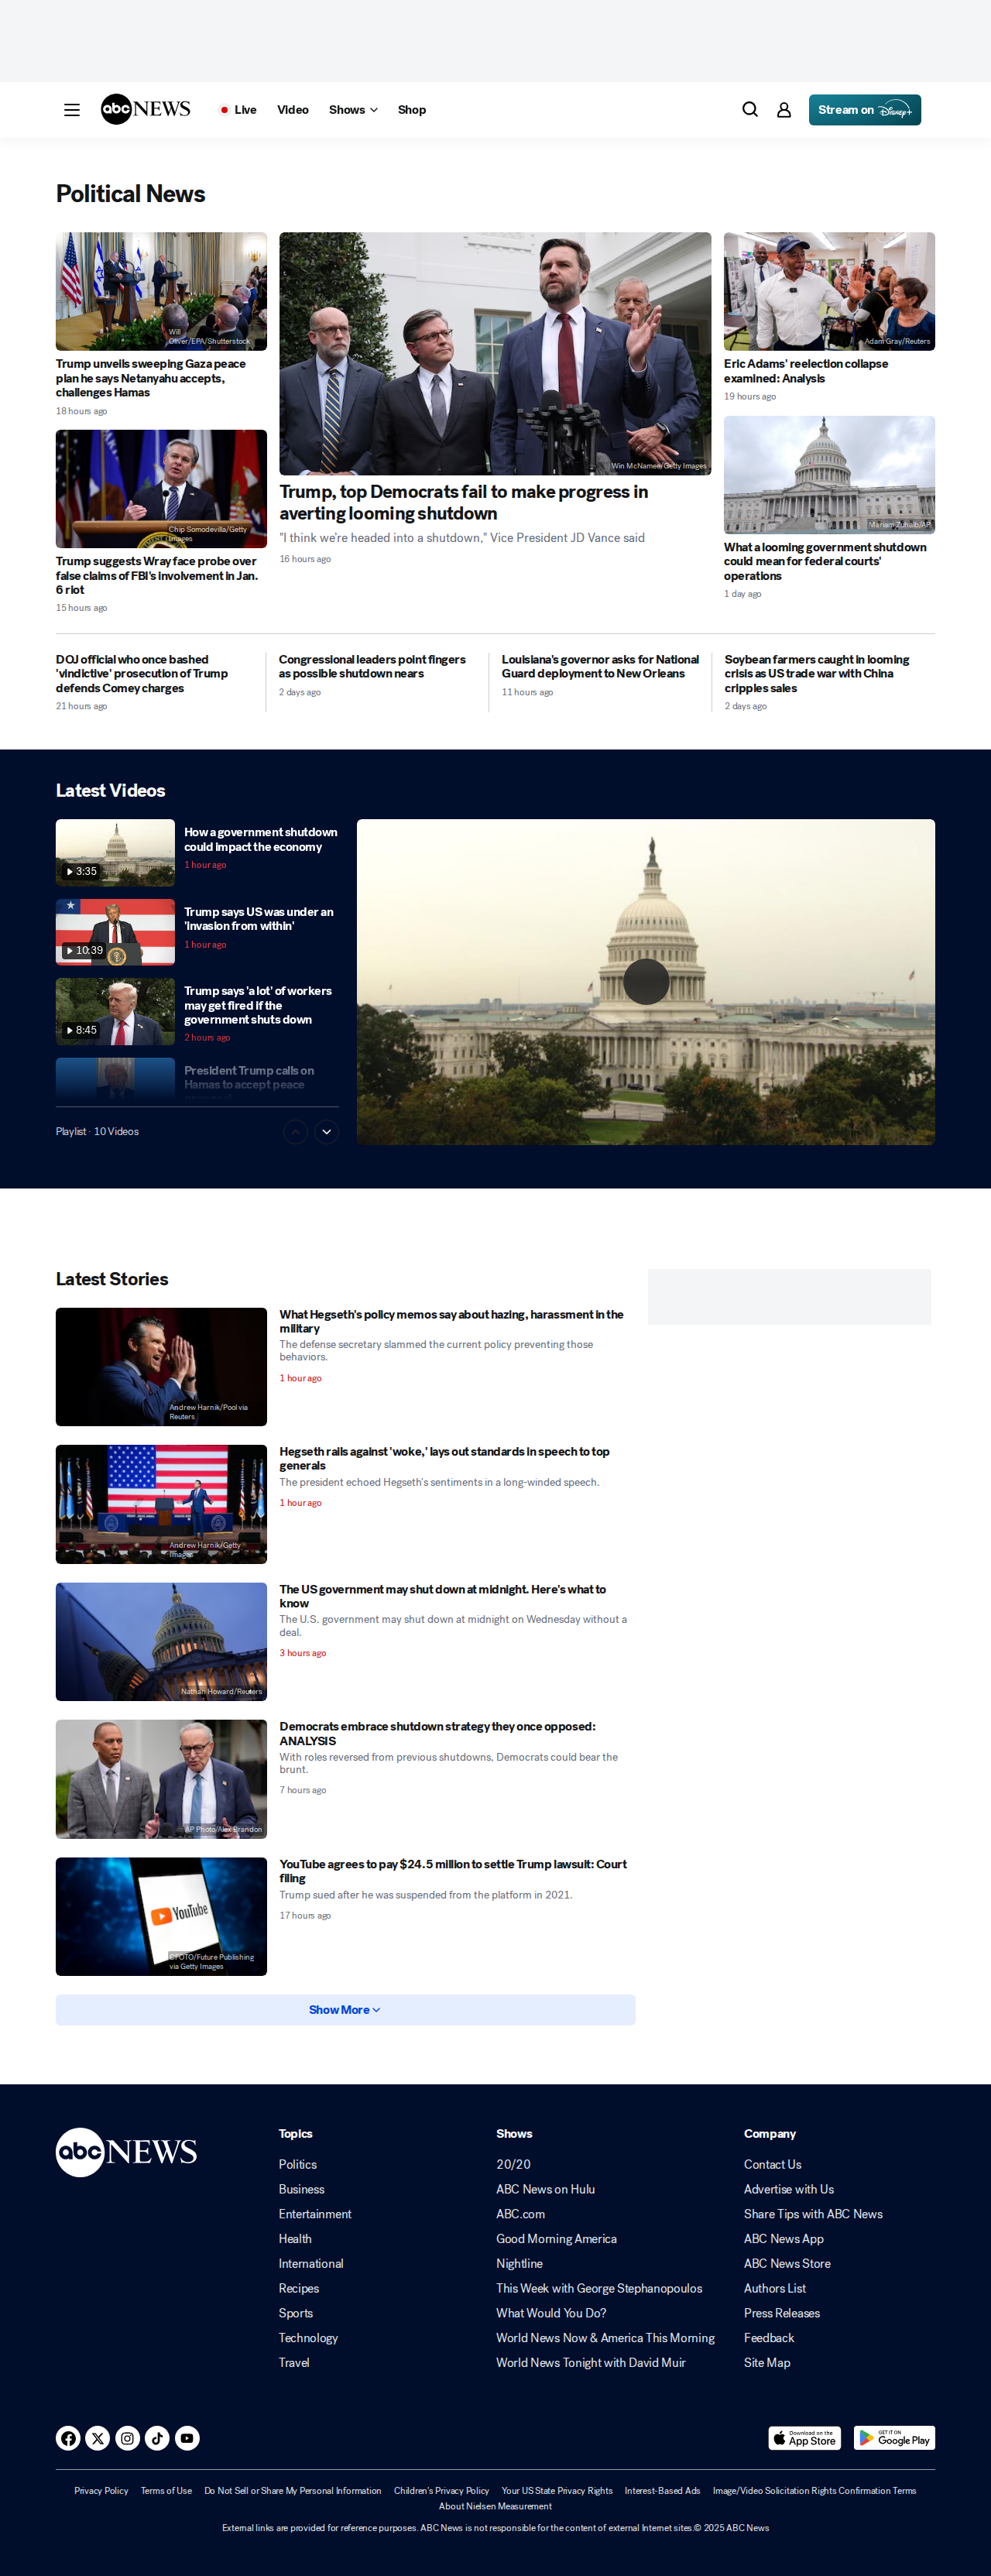 abc NEWS
Live
Video
Shows
Shop
Stream on Disney+
Political News
Will
Oliver/EPA/Shutterstock
Trump unveils sweeping Gaza peace
plan he says Netanyahu accepts,
challenges Hamas
18 hours ago
Chip Somodevilla/Getty
Images
Trump suggests Wray face probe over
false claims of FBI's involvement in Jan.
6 riot
15 hours ago
Win McNamee/Getty Images
Trump, top Democrats fail to make progress in
averting looming shutdown
"I think we're headed into a shutdown," Vice President JD Vance said
16 hours ago
Adam Gray/Reuters
Eric Adams' reelection collapse
examined: Analysis
19 hours ago
Mariam Zuhaib/AP
What a looming government shutdown
could mean for federal courts'
operations
1 day ago
DOJ official who once bashed
'vindictive' prosecution of Trump
defends Comey charges
21 hours ago
Congressional leaders point fingers
as possible shutdown nears
2 days ago
Louisiana's governor asks for National
Guard deployment to New Orleans
11 hours ago
Soybean farmers caught in looming
crisis as US trade war with China
cripples sales
2 days ago
Latest Videos
3:35
How a government shutdown
could impact the economy
1 hour ago
10:39
Trump says US was under an
'invasion from within'
1 hour ago
8:45
Trump says 'a lot' of workers
may get fired if the
government shuts down
2 hours ago
President Trump calls on
Hamas to accept peace
Playlist · 10 Videos
Latest Stories
Andrew Harnik/Pool via
Reuters
What Hegseth's policy memos say about hazing, harassment in the
military
The defense secretary slammed the current policy preventing those
behaviors.
1 hour ago
Andrew Harnik/Getty
Images
Hegseth rails against 'woke,' lays out standards in speech to top
generals
The president echoed Hegseth's sentiments in a long-winded speech.
1 hour ago
Nathan Howard/Reuters
The US government may shut down at midnight. Here's what to
know
The U.S. government may shut down at midnight on Wednesday without a
deal.
3 hours ago
AP Photo/Alex Brandon
Democrats embrace shutdown strategy they once opposed:
ANALYSIS
With roles reversed from previous shutdowns, Democrats could bear the
brunt.
7 hours ago
YouTube
CFOTO/Future Publishing
via Getty Images
YouTube agrees to pay $24.5 million to settle Trump lawsuit: Court
filing
Trump sued after he was suspended from the platform in 2021.
17 hours ago
Show More
abc NEWS
Topics
Politics
Business
Entertainment
Health
International
Recipes
Sports
Technology
Travel
Shows
20/20
ABC News on Hulu
ABC.com
Good Morning America
Nightline
This Week with George Stephanopoulos
What Would You Do?
World News Now & America This Morning
World News Tonight with David Muir
Company
Contact Us
Advertise with Us
Share Tips with ABC News
ABC News App
ABC News Store
Authors List
Press Releases
Feedback
Site Map
Download on the
App Store
GET IT ON
Google Play
Privacy Policy
Terms of Use
Do Not Sell or Share My Personal Information
Children's Privacy Policy
Your US State Privacy Rights
Interest-Based Ads
Image/Video Solicitation Rights Confirmation Terms
About Nielsen Measurement
External links are provided for reference purposes. ABC News is not responsible for the content of external Internet sites.© 2025 ABC News